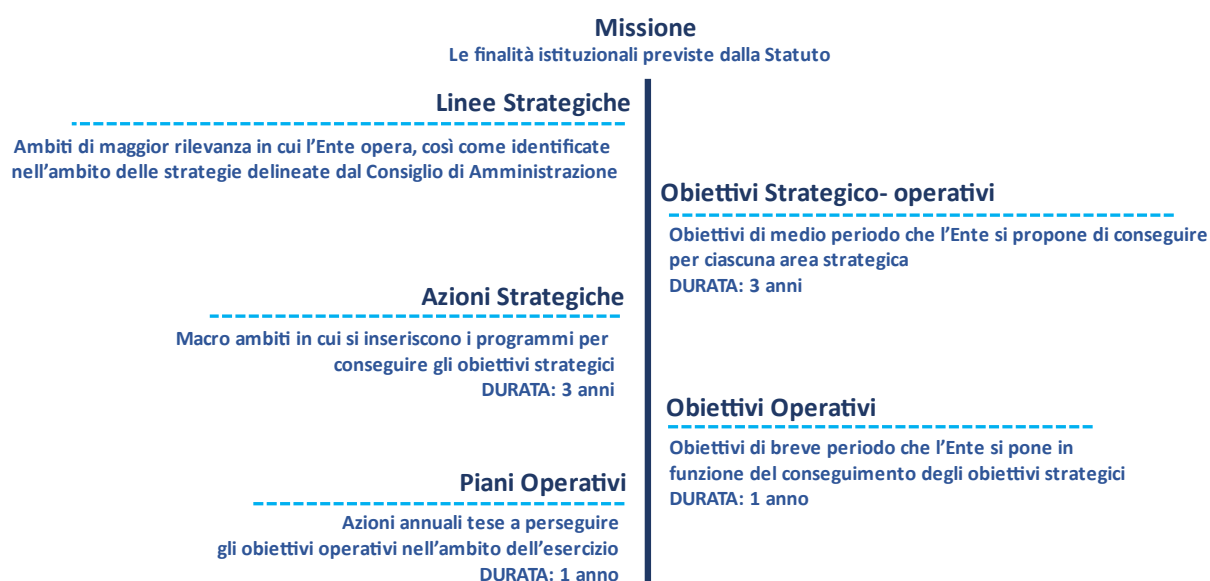 Missione
Le finalità istituzionali previste dalla Statuto
Linee Strategiche
Ambiti di maggior rilevanza in cui l’Ente opera, così come identificate
nell’ambito delle strategie delineate dal Consiglio di Amministrazione
Obiettivi Strategico- operativi
Obiettivi di medio periodo che l’Ente si propone di conseguire
per ciascuna area strategica
DURATA: 3 anni
Azioni Strategiche
Macro ambiti in cui si inseriscono i programmi per
conseguire gli obiettivi strategici
DURATA: 3 anni
Obiettivi Operativi
Obiettivi di breve periodo che l’Ente si pone in
funzione del conseguimento degli obiettivi strategici
DURATA: 1 anno
Piani Operativi
Azioni annuali tese a perseguire
gli obiettivi operativi nell’ambito dell’esercizio
DURATA: 1 anno